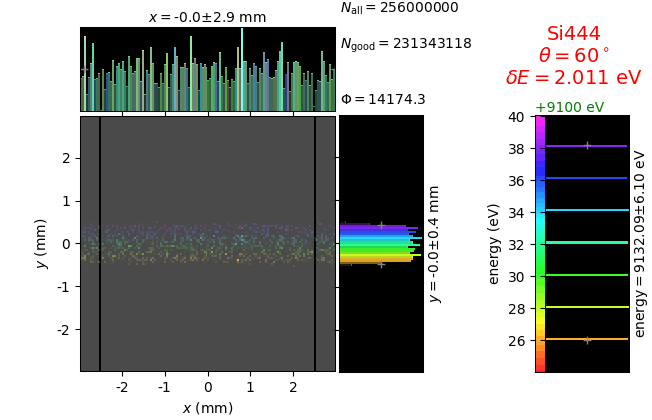 x = -0.0±2.9 mm
N_all = 256000000
N_good = 231343118
Φ = 14174.3
Si444
θ = 60°
δE = 2.011 eV
+9100 eV
2
1
0
-1
-2
y (mm)
-2
-1
0
1
2
x (mm)
y = -0.0±0.4 mm
40
38
36
34
32
30
28
26
energy (eV)
energy = 9132.09±6.10 eV